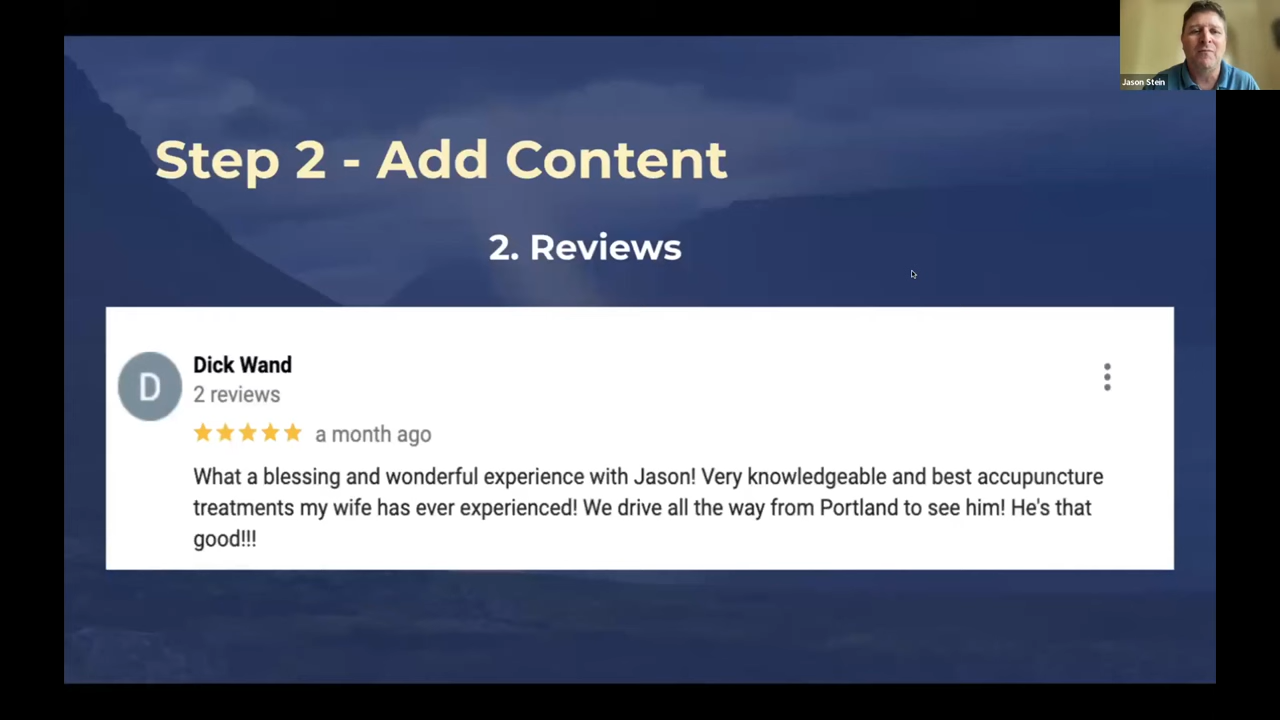 Jason Stein
Step 2 - Add Content
2. Reviews
D
Dick Wand
2 reviews
a month ago
What a blessing and wonderful experience with Jason! Very knowledgeable and best accupuncture
treatments my wife has ever experienced! We drive all the way from Portland to see him! He's that
good!!!